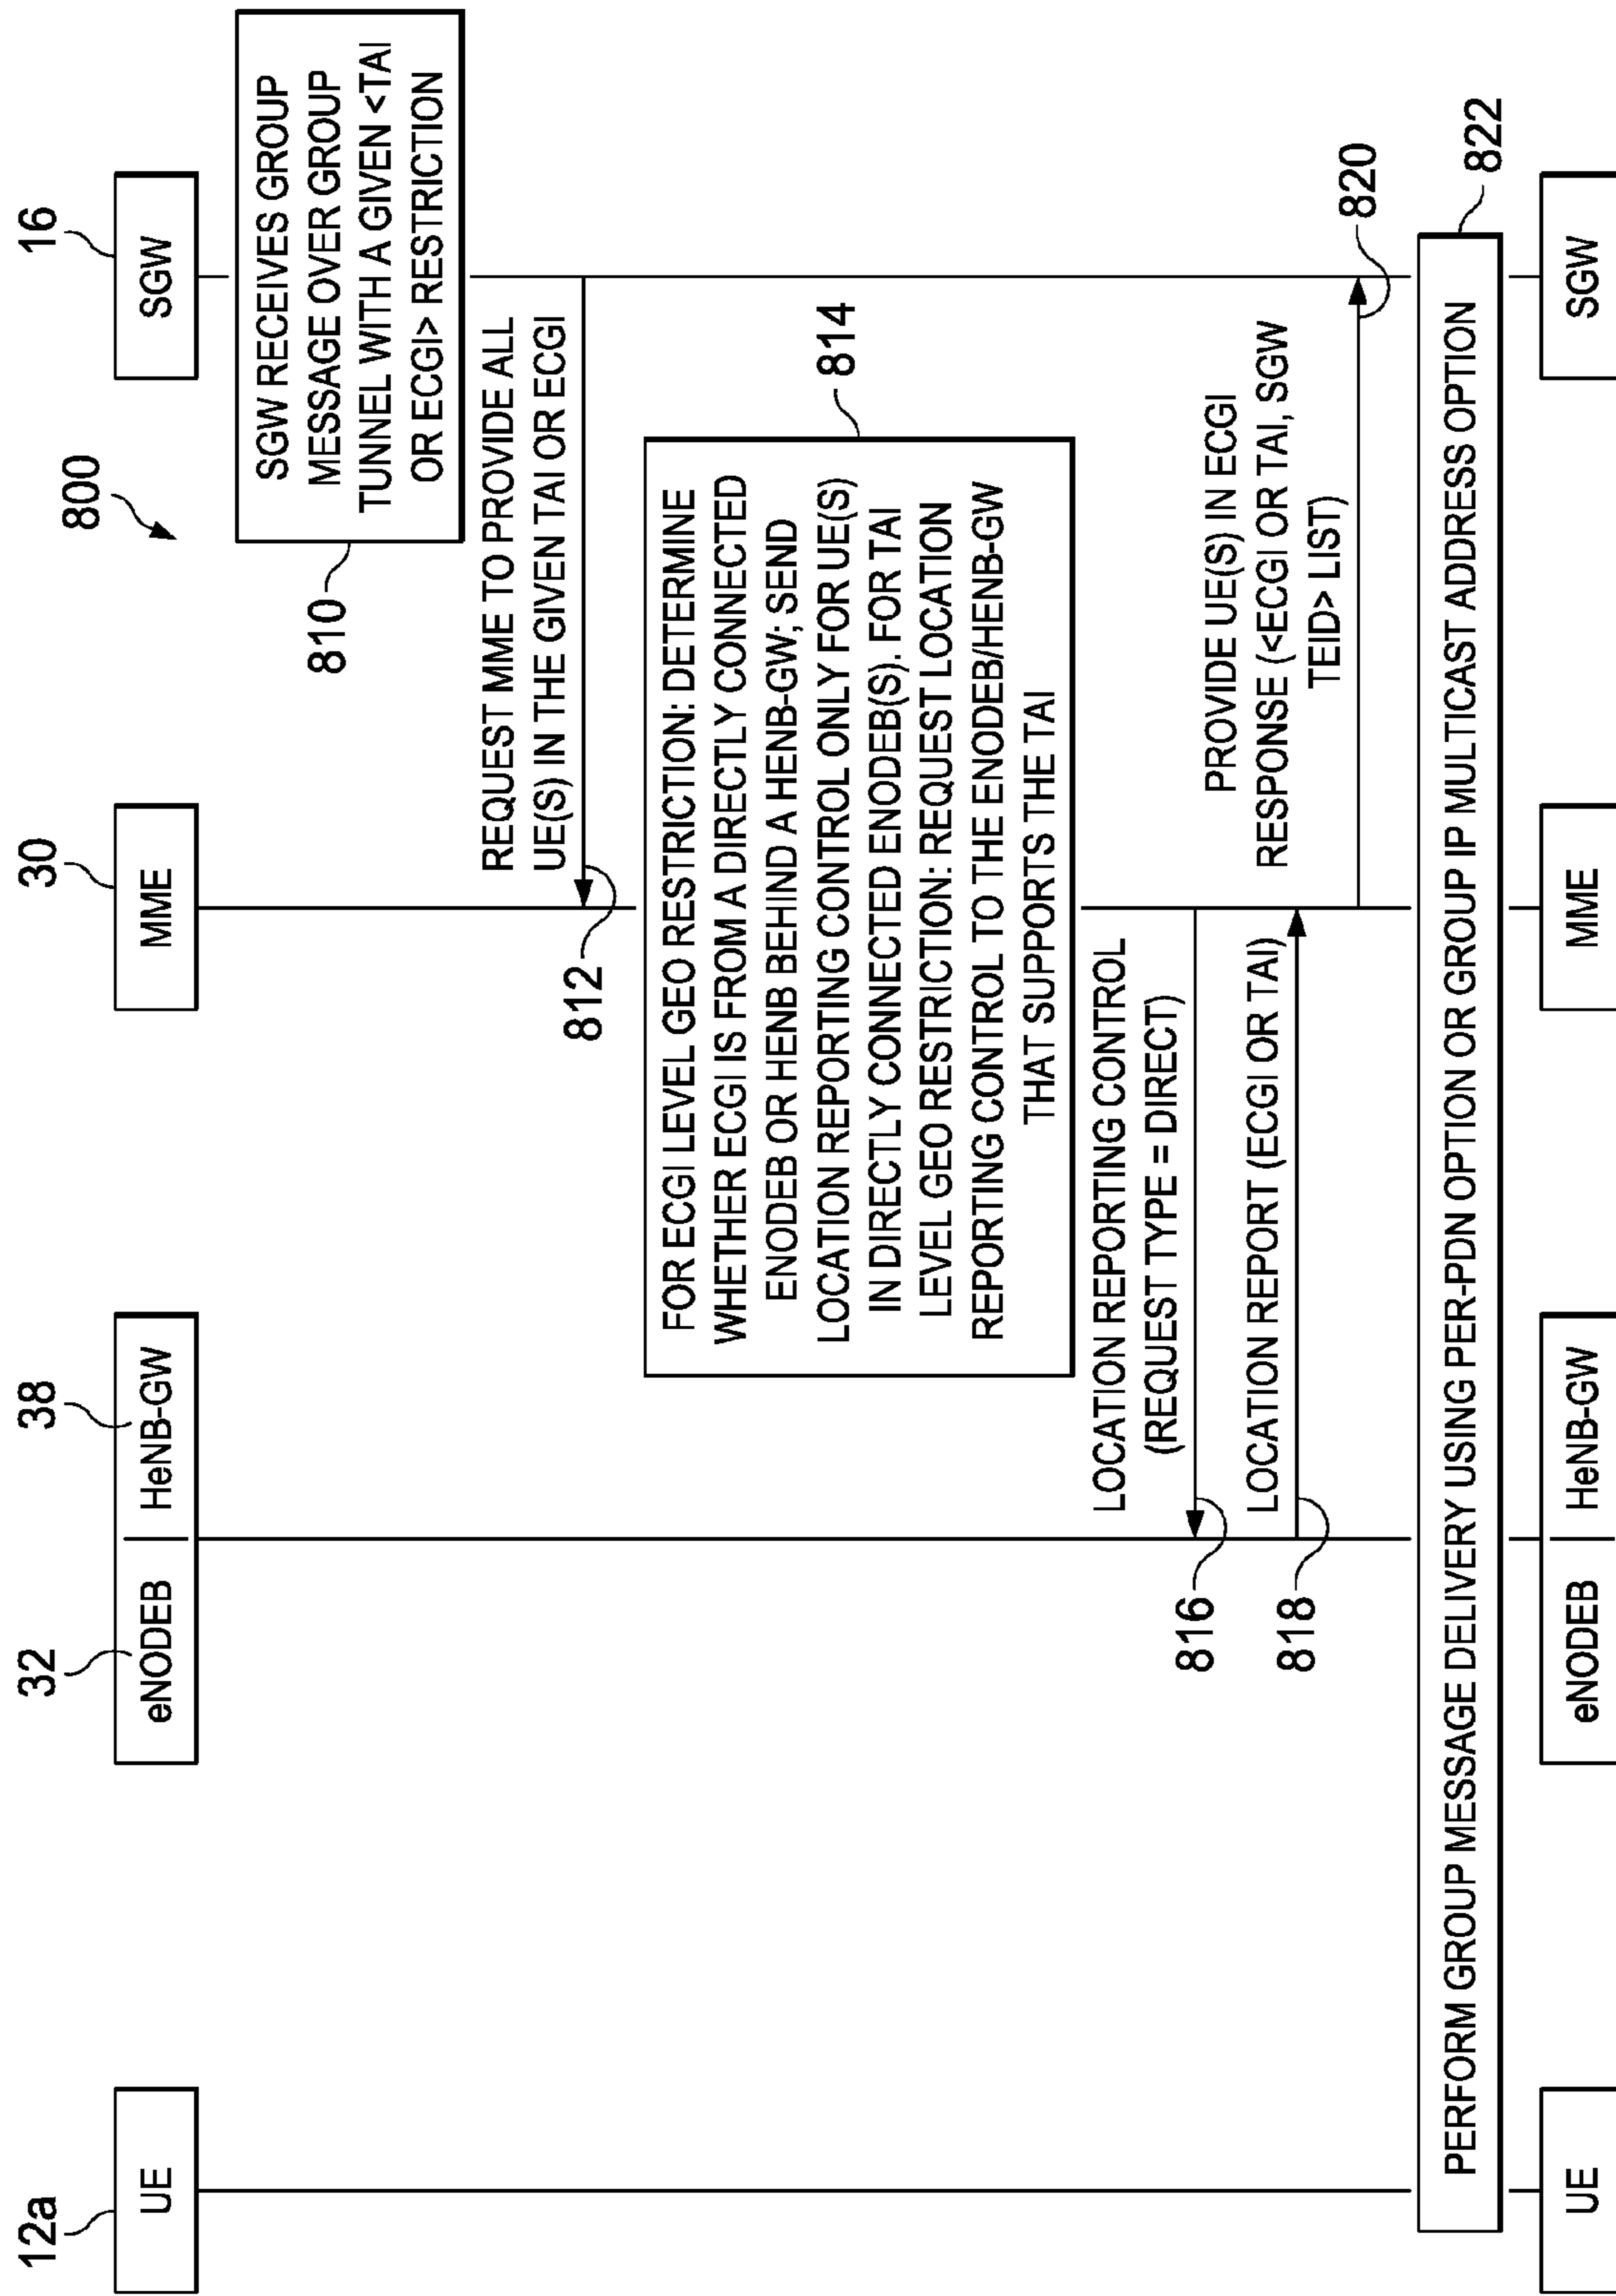 800
12a
32
38
30
16
UE
eNODEB
HeNB-GW
MME
SGW
SGW RECEIVES GROUP
MESSAGE OVER GROUP
TUNNEL WITH A GIVEN <TAI
OR ECGI> RESTRICTION
810
REQUEST MME TO PROVIDE ALL
UE(S) IN THE GIVEN TAI OR ECGI
812
FOR ECGI LEVEL GEO RESTRICTION: DETERMINE
WHETHER ECGI IS FROM A DIRECTLY CONNECTED
ENODEB OR HENB BEHIND A HENB-GW; SEND
LOCATION REPORTING CONTROL ONLY FOR UE(S)
IN DIRECTLY CONNECTED ENODEB(S). FOR TAI
LEVEL GEO RESTRICTION: REQUEST LOCATION
REPORTING CONTROL TO THE ENODEB/HENB-GW
THAT SUPPORTS THE TAI
814
LOCATION REPORTING CONTROL
(REQUEST TYPE = DIRECT)
816
LOCATION REPORT (ECGI OR TAI)
818
PROVIDE UE(S) IN ECGI
RESPONSE (<ECGI OR TAI, SGW
TEID> LIST)
820
PERFORM GROUP MESSAGE DELIVERY USING PER-PDN OPTION OR GROUP IP MULTICAST ADDRESS OPTION
822
UE
eNODEB
HeNB-GW
MME
SGW